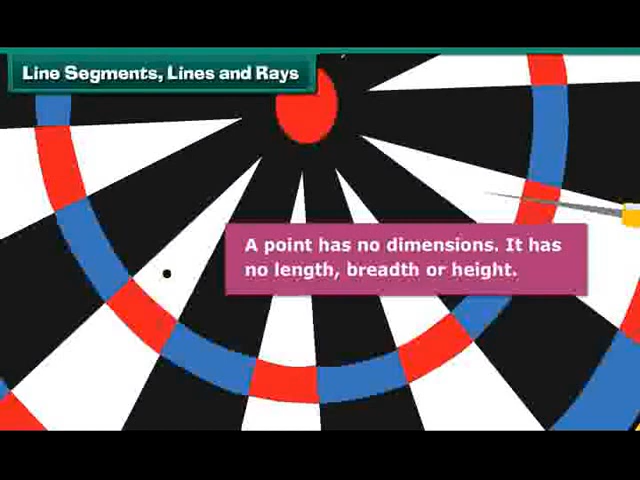 Line Segments, Lines and Rays
A point has no dimensions. It has
no length, breadth or height.